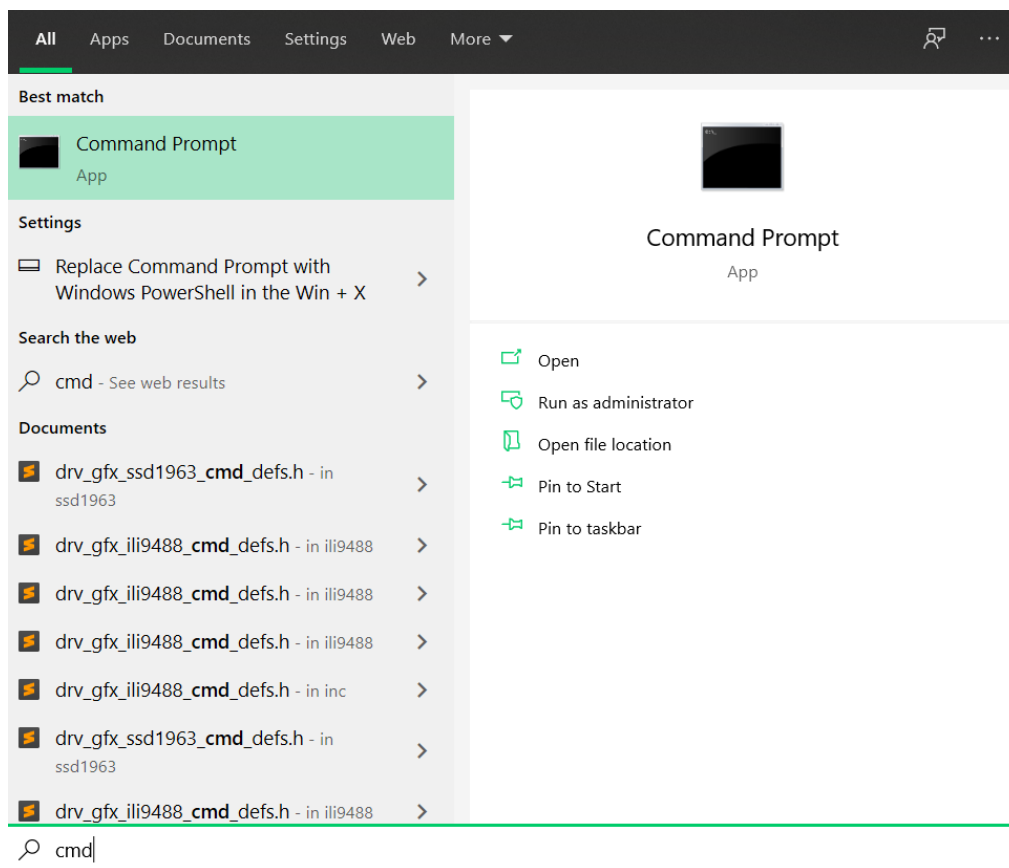 All Apps Documents Settings Web More
Best match
Command Prompt
App
Settings
Replace Command Prompt with
Windows PowerShell in the Win + X
Search the web
cmd - See web results
Documents
drv_gfx_ssd1963_cmd_defs.h - in
ssd1963
drv_gfx_ili9488_cmd_defs.h - in ili9488
drv_gfx_ili9488_cmd_defs.h - in ili9488
drv_gfx_ili9488_cmd_defs.h - in ili9488
drv_gfx_ili9488_cmd_defs.h - in inc
drv_gfx_ssd1963_cmd_defs.h - in
ssd1963
drv_gfx_ili9488_cmd_defs.h - in ili9488
cmd
Command Prompt
App
Open
Run as administrator
Open file location
Pin to Start
Pin to taskbar